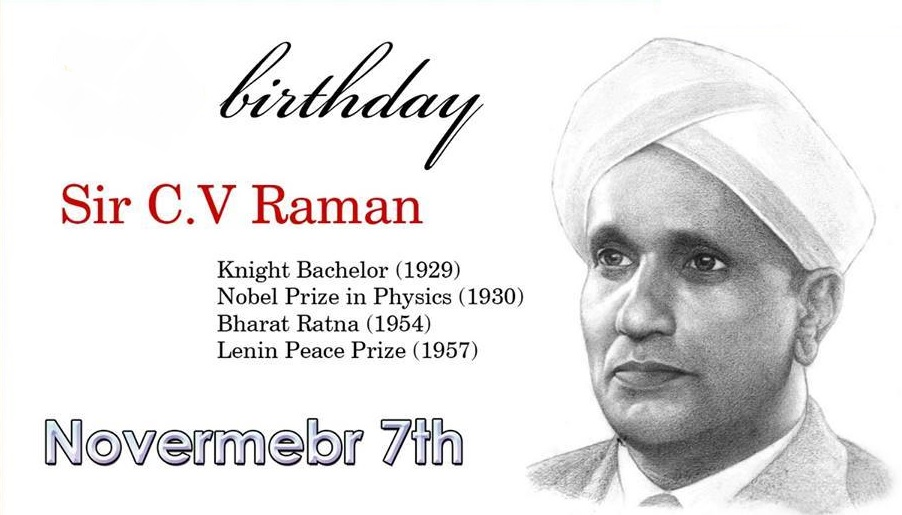 birthday
Sir C.V Raman
Knight Bachelor (1929)
Nobel Prize in Physics (1930)
Bharat Ratna (1954)
Lenin Peace Prize (1957)
Novermebr 7th